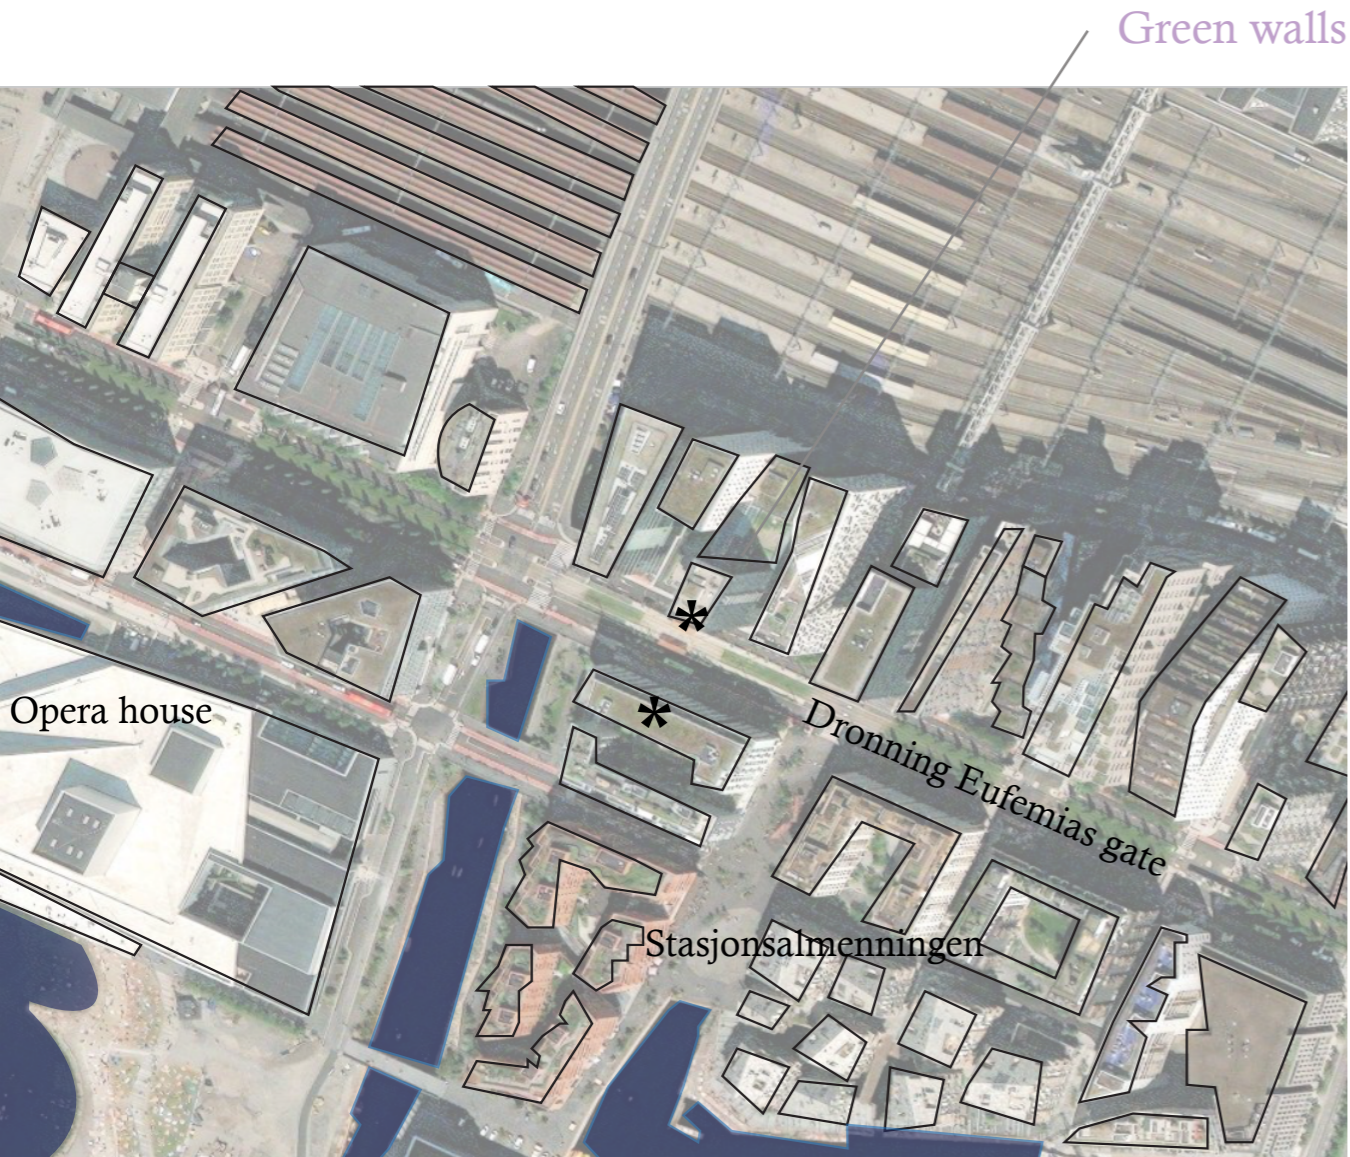 Green walls
*
*
Opera house
Dronning Eufemias gate
Stasjonsalmenningen